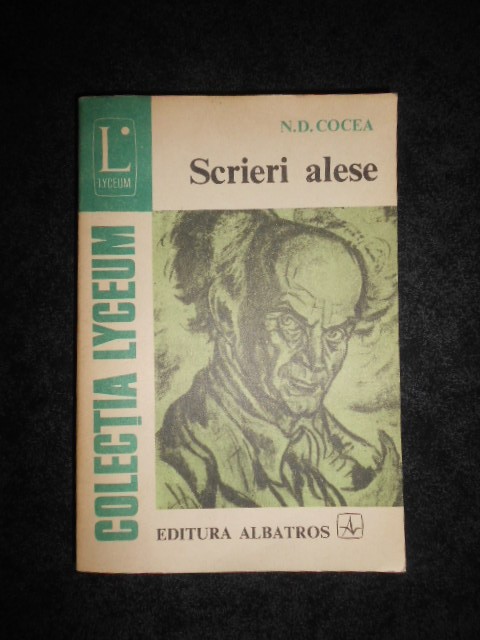 L
LYCEUM
N.D. COCEA
Scrieri alese
COLECȚIA LYCEUM
EDITURA ALBATROS